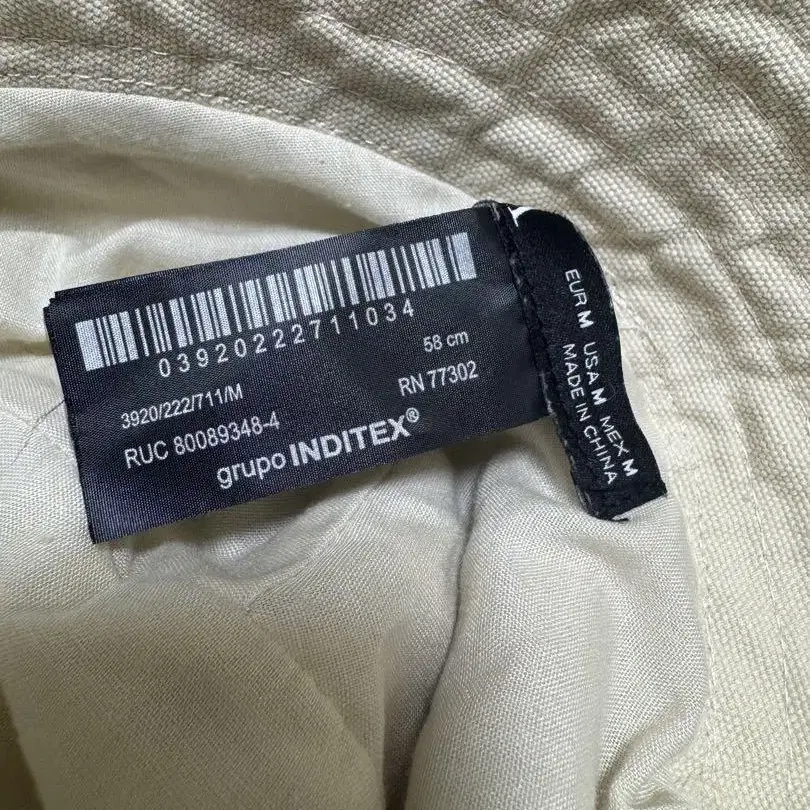 03920222711034
58 cm
3920/222/711/M
RN 77302
RUC 80089348-4
grupo INDITEX®
EUR M USA M MEX M
MADE IN CHINA